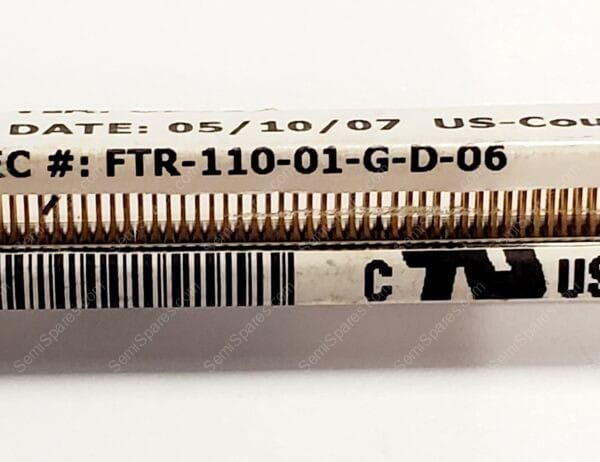 DATE: 05/10/07 US-Cou
EC #: FTR-110-01-G-D-06
C US
SemiSpares.com